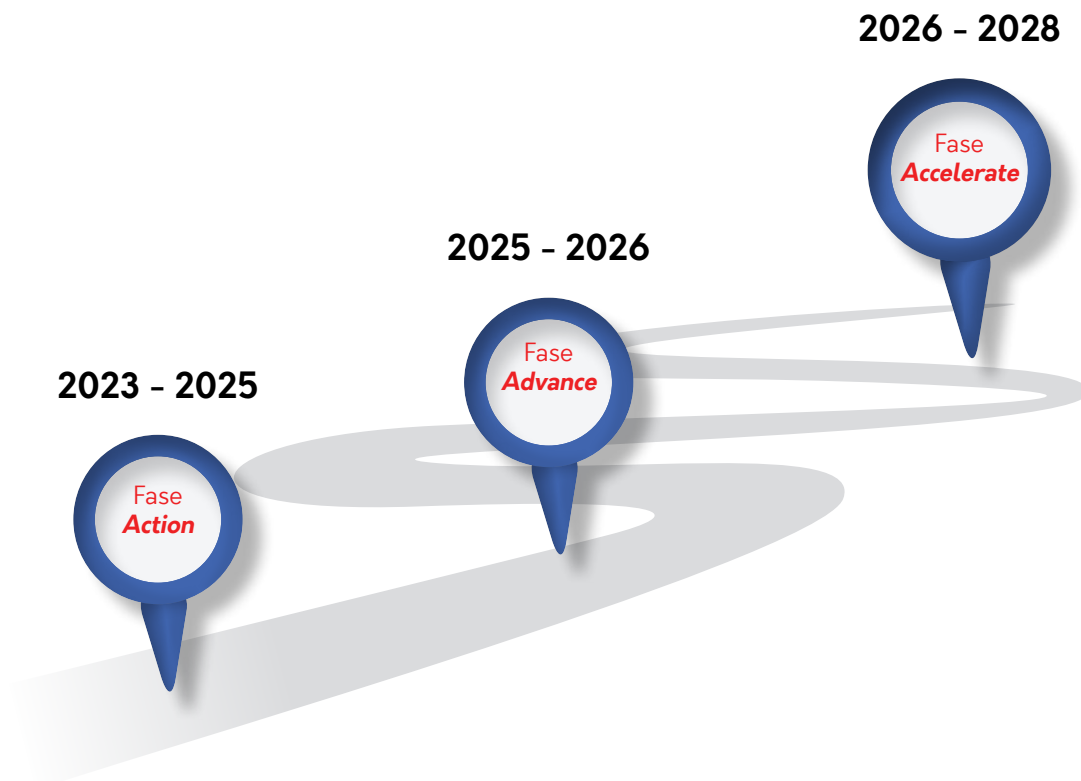 2026 – 2028
Fase
Accelerate
2025 – 2026
Fase
Advance
2023 – 2025
Fase
Action